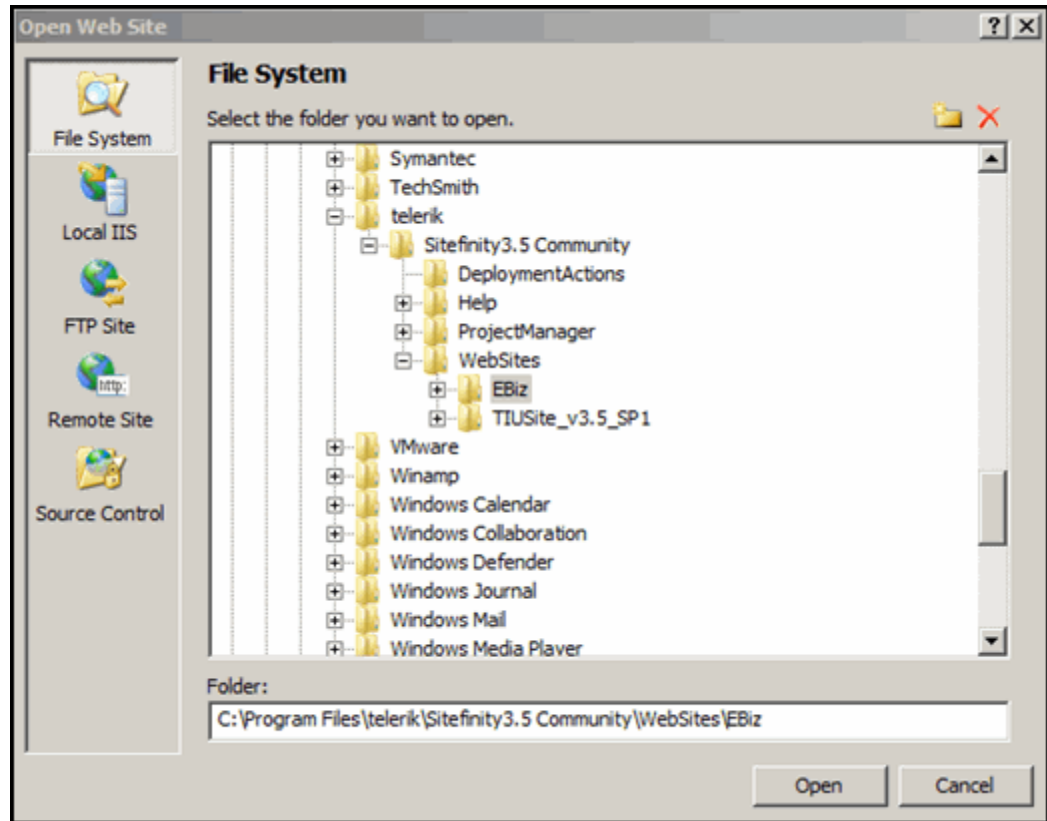 Open Web Site
File System
Select the folder you want to open.
File System
Local IIS
FTP Site
http:
Remote Site
Source Control
Symantec
TechSmith
telerik
Sitefinity3.5 Community
DeploymentActions
Help
ProjectManager
WebSites
EBiz
TIUSite_v3.5_SP1
VMware
Winamp
Windows Calendar
Windows Collaboration
Windows Defender
Windows Journal
Windows Mail
Windows Media Player
Folder:
C:\Program Files\telerik\Sitefinity3.5 Community\WebSites\EBiz
Open Cancel